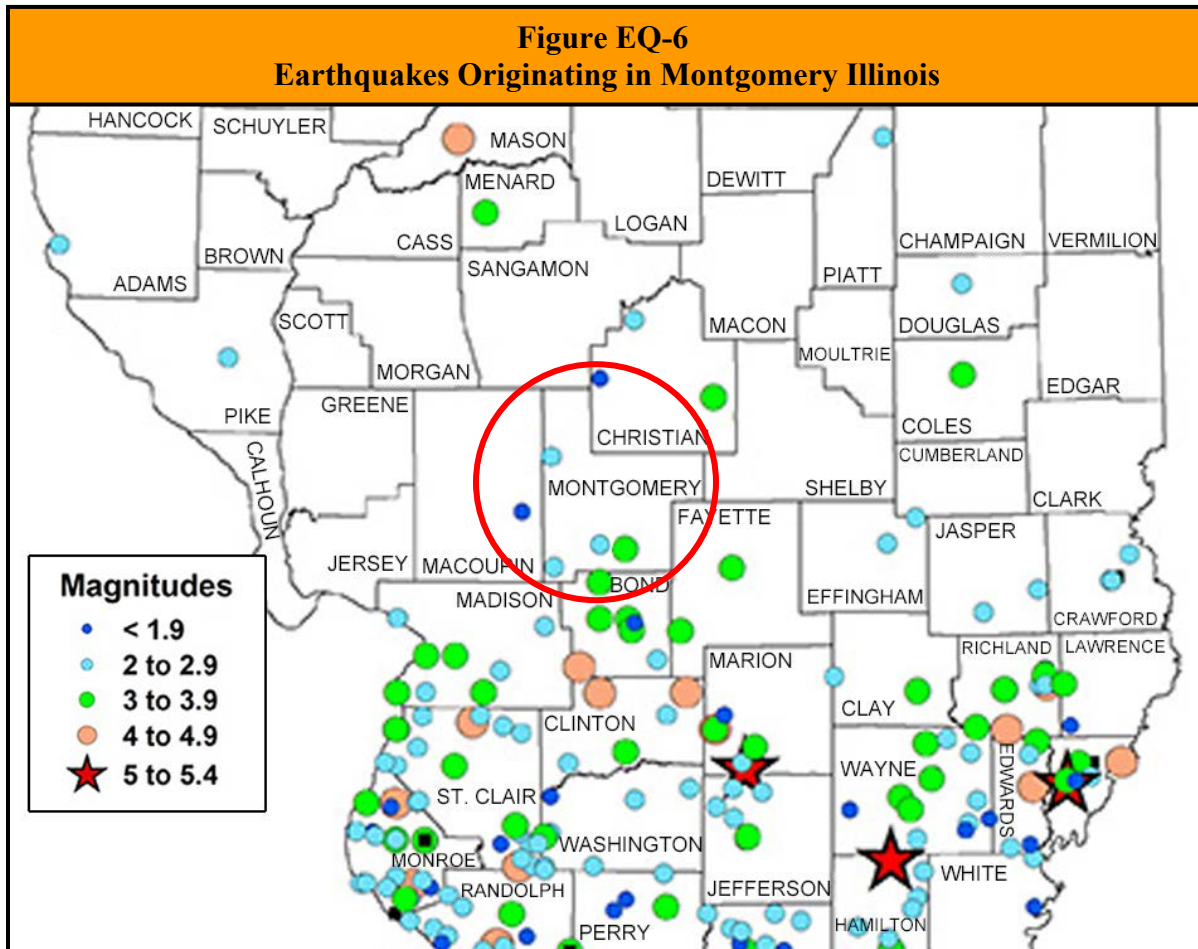 Figure EQ-6
Earthquakes Originating in Montgomery Illinois
HANCOCK
SCHUYLER
MASON
MENARD
DEWITT
LOGAN
CASS
BROWN
SANGAMON
CHAMPAIGN
VERMILION
ADAMS
PIATT
SCOTT
MACON
DOUGLAS
MOULTRIE
MORGAN
EDGAR
GREENE
PIKE
CHRISTIAN
COLES
CUMBERLAND
CALHOUN
MONTGOMERY
SHELBY
CLARK
FAYETTE
JASPER
JERSEY
MACOUPIN
BOND
MADISON
EFFINGHAM
CRAWFORD
RICHLAND
LAWRENCE
MARION
CLAY
CLINTON
WAYNE
EDWARDS
ST. CLAIR
WASHINGTON
MONROE
WHITE
RANDOLPH
JEFFERSON
PERRY
HAMILTON
Magnitudes
< 1.9
2 to 2.9
3 to 3.9
4 to 4.9
5 to 5.4